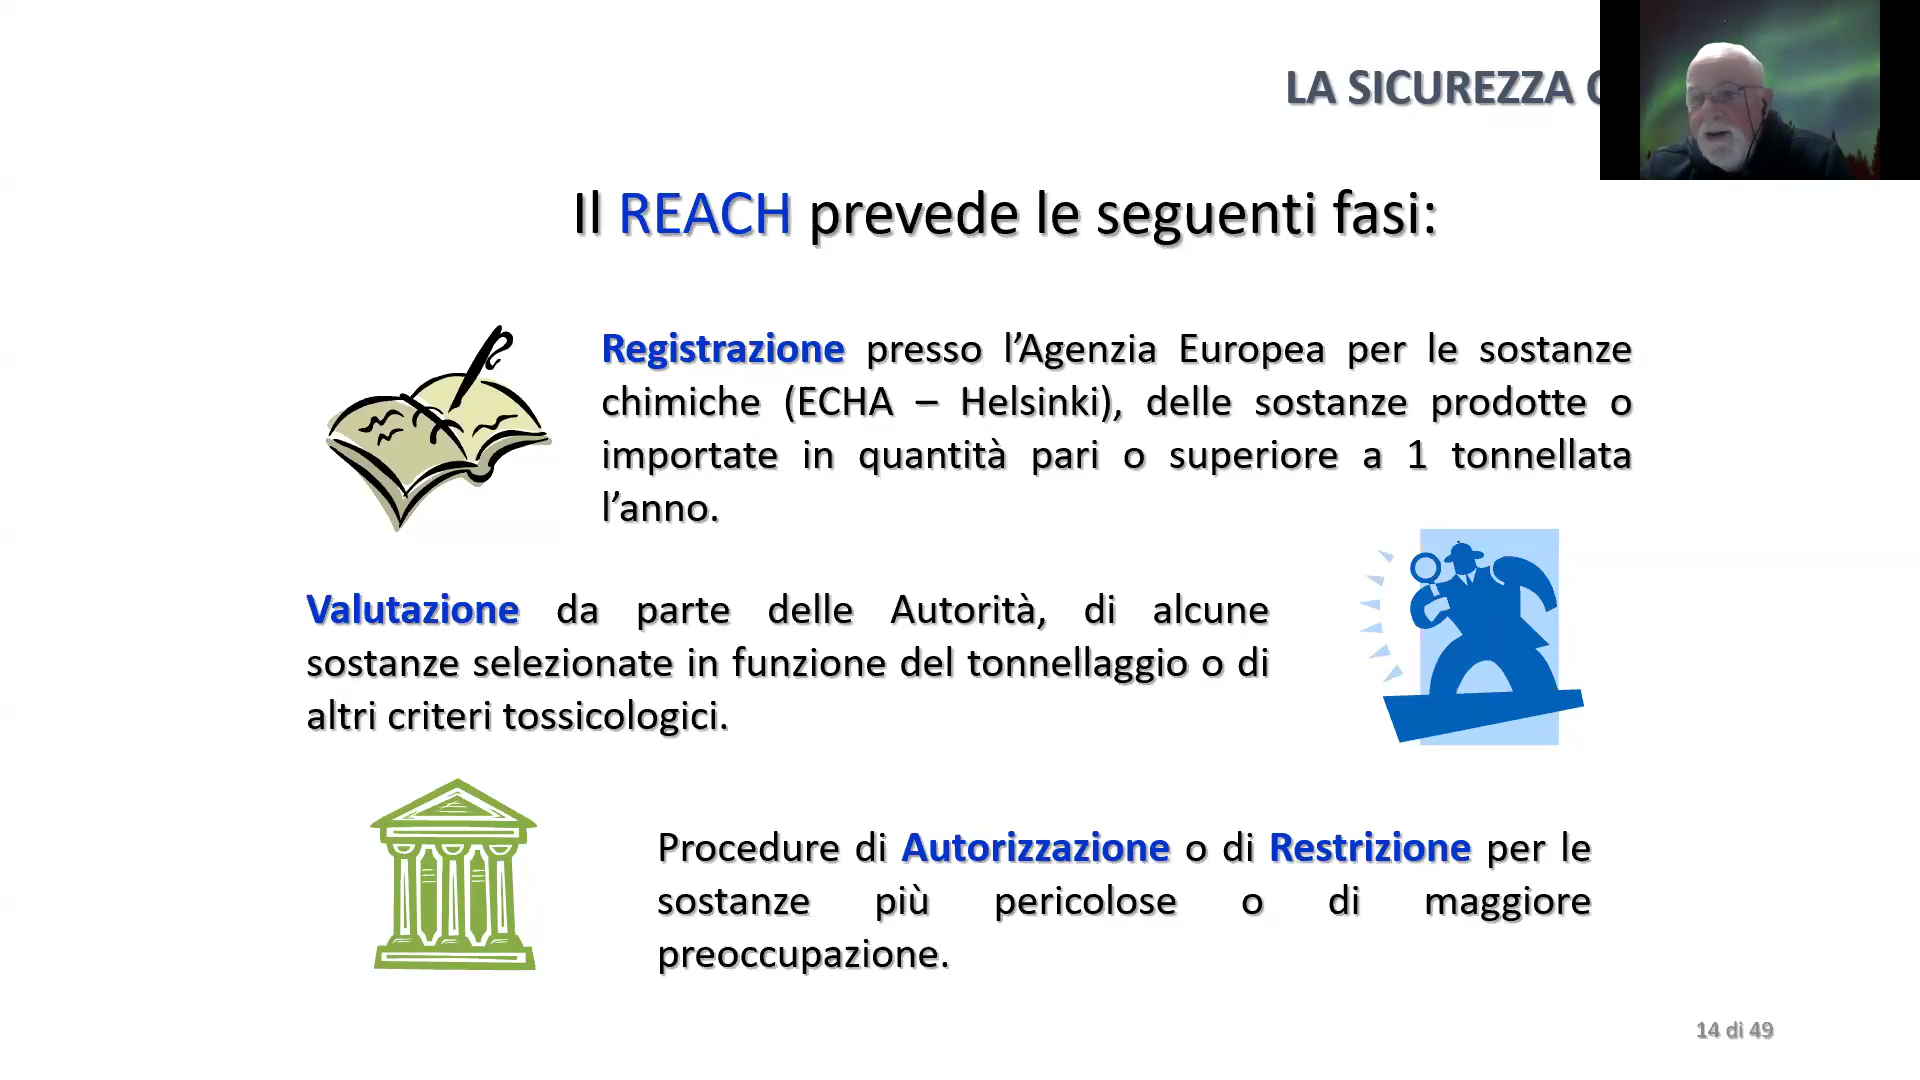 LA SICUREZZA
Il REACH prevede le seguenti fasi:
Registrazione presso l’Agenzia Europea per le sostanze
chimiche (ECHA – Helsinki), delle sostanze prodotte o
importate in quantità pari o superiore a 1 tonnellata
l’anno.
Valutazione da parte delle Autorità, di alcune
sostanze selezionate in funzione del tonnellaggio o di
altri criteri tossicologici.
Procedure di Autorizzazione o di Restrizione per le
sostanze più pericolose o di maggiore
preoccupazione.
14 di 49